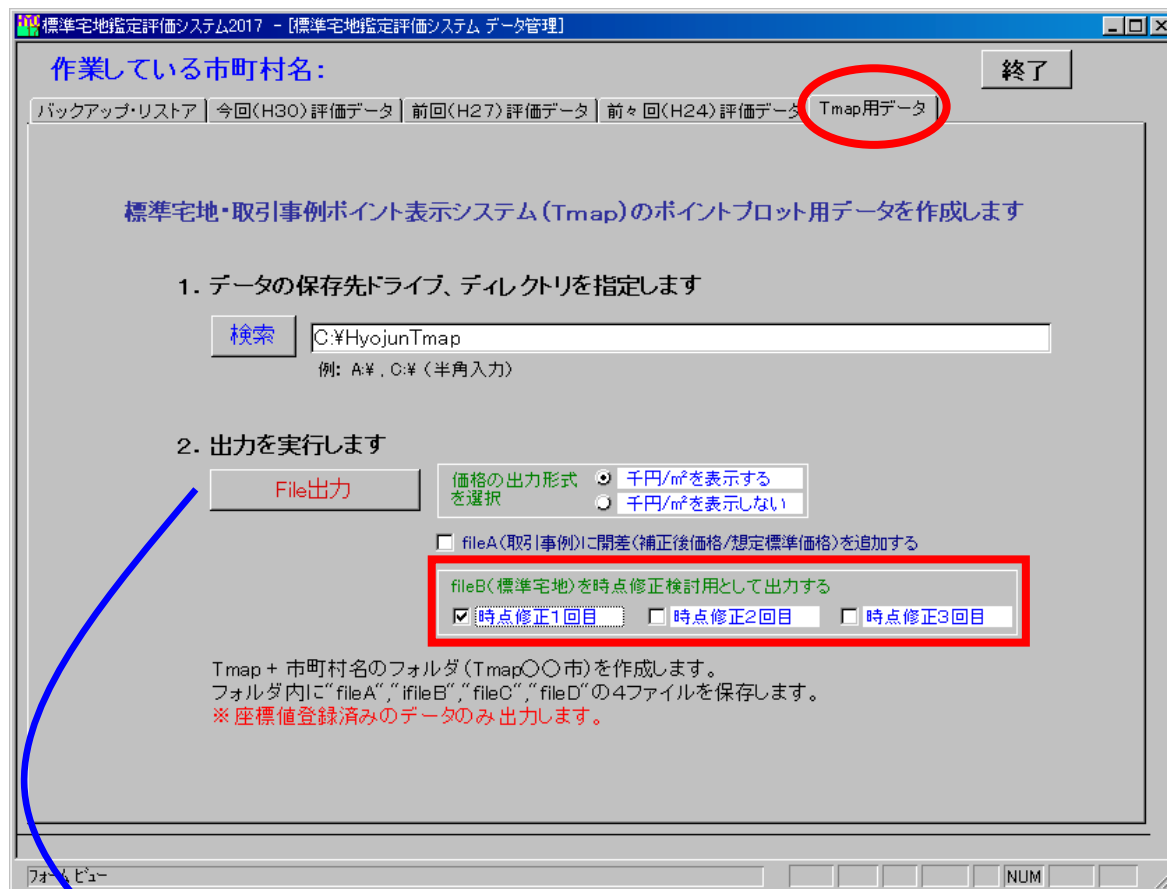 標準宅地鑑定評価システム2017 - [標準宅地鑑定評価システム データ管理]
作業している市町村名:
終了
バックアップ・リストア 今回(H30)評価データ 前回(H27)評価データ 前々回(H24)評価データ Tmap用データ
標準宅地・取引事例ポイント表示システム(Tmap)のポイントプロット用データを作成します
1. データの保存先ドライブ、ディレクトリを指定します
検索 C:¥HyojunTmap
例: A:¥ , C:¥ (半角入力)
2. 出力を実行します
File出力
価格の出力形式
を選択
千円/㎡を表示する
千円/㎡を表示しない
fileA(取引事例)に開差(補正後価格/想定標準価格)を追加する
fileB(標準宅地)を時点修正検討用として出力する
時点修正1回目 時点修正2回目 時点修正3回目
Tmap + 市町村名のフォルダ(Tmap〇〇市)を作成します。
フォルダ内に"fileA","ifileB","fileC","fileD"の4ファイルを保存します。
※座標値登録済みのデータのみ出力します。
フォーム ビュー
NUM